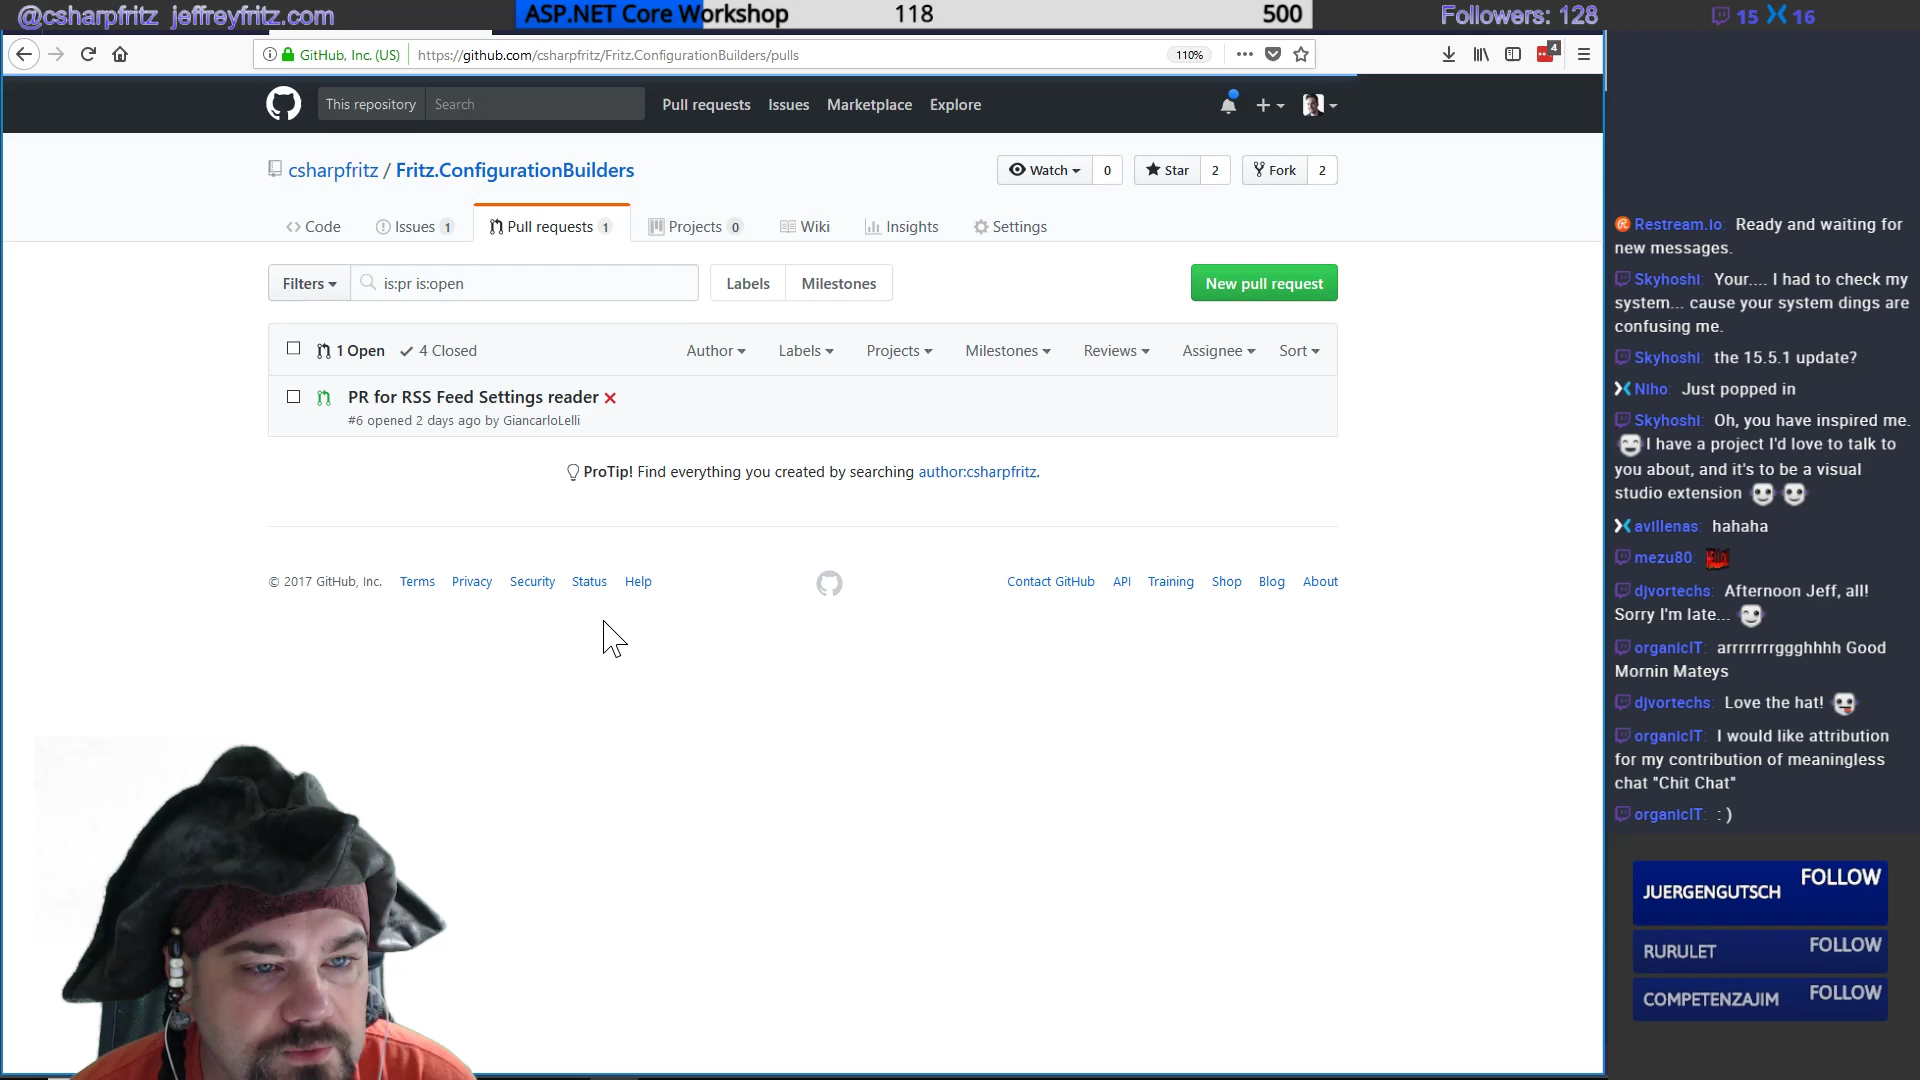 @csharpfritz jeffreyfritz.com
ASP.NET Core Workshop 118 500
Followers: 128
15 16
GitHub, Inc. (US) https://github.com/csharpfritz/Fritz.ConfigurationBuilders/pulls 110% 4
This repository Search Pull requests Issues Marketplace Explore
csharpfritz / Fritz.ConfigurationBuilders
Watch 0 Star 2 Fork 2
Code Issues 1 Pull requests 1 Projects 0 Wiki Insights Settings
Filters is:pr is:open Labels Milestones New pull request
1 Open 4 Closed Author Labels Projects Milestones Reviews Assignee Sort
PR for RSS Feed Settings reader
#6 opened 2 days ago by GiancarloLelli
ProTip! Find everything you created by searching author:csharpfritz.
© 2017 GitHub, Inc. Terms Privacy Security Status Help Contact GitHub API Training Shop Blog About
Restream.io: Ready and waiting for
new messages.
Skyhoshi: Your.... I had to check my
system... cause your system dings are
confusing me.
Skyhoshi: the 15.5.1 update?
Niho: Just popped in
Skyhoshi: Oh, you have inspired me.
I have a project I'd love to talk to
you about, and it's to be a visual
studio extension
avillenas: hahaha
mezu80: HELLO
djvortechs: Afternoon Jeff, all!
Sorry I'm late...
organicIT: arrrrrrrggghhhh Good
Mornin Mateys
djvortechs: Love the hat!
organicIT: I would like attribution
for my contribution of meaningless
chat "Chit Chat"
organicIT: : )
JUERGENGUTSCH FOLLOW
RURULET FOLLOW
COMPETENZAJIM FOLLOW